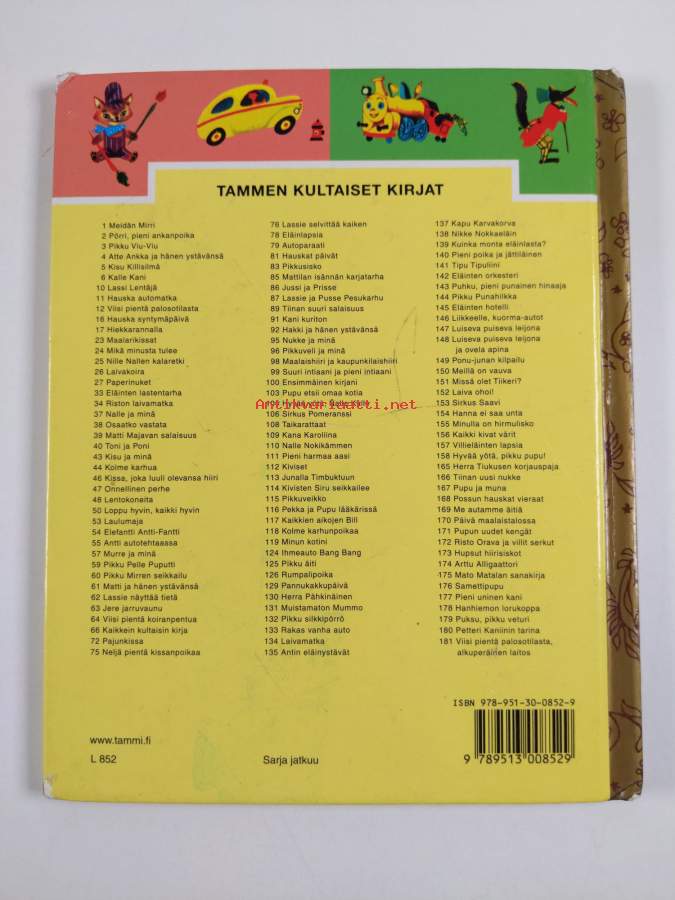 TAMMEN KULTAISET KIRJAT
1 Meidän Mirri
2 Pörri, pieni ankanpoika
3 Pikku Viu-Viu
4 Atte Ankka ja hänen ystävänsä
5 Kisu Killisilmä
6 Kalle Kani
10 Lassi Lentäjä
11 Hauska automatka
12 Viisi pientä palosotilasta
16 Hauska syntymäpäivä
17 Hiekkarannalla
23 Maalarikissat
24 Mikä minusta tulee
25 Nille Nallen kalaretki
26 Laivakoira
27 Paperinuket
33 Eläinten lastentarha
34 Riston laivamatka
37 Nalle ja minä
38 Osaatko vastata
39 Matti Majavan salaisuus
40 Toni ja Poni
43 Kisu ja minä
44 Kolme karhua
46 Kissa, joka luuli olevansa hiiri
47 Onnellinen perhe
48 Lentokoneita
50 Loppu hyvin, kaikki hyvin
53 Laulumaja
54 Elefantti Antti-Fantti
55 Antti autotehtaassa
57 Murre ja minä
59 Pikku Pelle Puputti
60 Pikku Mirren seikkailu
61 Matti ja hänen ystävänsä
62 Lassie näyttää tietä
63 Jere jarruvaunu
64 Viisi pientä koiranpentua
66 Kaikkein kultaisin kirja
72 Pajunkissa
75 Neljä pientä kissanpoikaa
76 Lassie selvittää kaiken
78 Eläinlapsia
79 Autoparaati
81 Hauskat päivät
83 Pikkusisko
85 Mattilan isännän karjatarha
86 Jussi ja Prisse
87 Lassie ja Pusse Pesukarhu
89 Tiinan suuri salaisuus
91 Kani kuriton
92 Hakki ja hänen ystävänsä
95 Nukke ja minä
96 Pikkuveli ja minä
98 Maalaishiiri ja kaupunkilaishiiri
99 Suuri intiaani ja pieni intiaani
100 Ensimmäinen kirjani
103 Pupu etsii omaa kotia
106 Sirkus Pomeranssi
108 Taikarattaat
109 Kana Karoliina
110 Nalle Nokikämmen
111 Pieni harmaa aasi
112 Kiviset
113 Junalla Timbuktuun
114 Kivisten Siru seikkailee
115 Pikkuveikko
116 Pekka ja Pupu lääkärissä
117 Kaikkien aikojen Bill
118 Kolme karhunpoikaa
119 Minun kotini
124 Ihmeauto Bang Bang
125 Pikku äiti
126 Rumpalipoika
129 Pannukakkupäivä
130 Herra Pähkinäinen
131 Muistamaton Mummo
132 Pikku silkkipörrö
133 Rakas vanha auto
134 Laivamatka
135 Antin eläinystävät
137 Kapu Karvakorva
138 Nikke Nokkaeläin
139 Kuinka monta eläinlasta?
140 Pieni poika ja jättiläinen
141 Tipu Tipuliini
142 Eläinten orkesteri
143 Puhku, pieni punainen hinaaja
144 Pikku Punahilkka
145 Eläinten hotelli
146 Liikkeelle, kuorma-autot
147 Luiseva puiseva leijona
148 Luiseva puiseva leijona
ja ovela apina
149 Ponu-junan kilpailu
150 Meillä on vauva
151 Missä olet Tiikeri?
152 Laiva ohoi!
153 Sirkus Saavi
154 Hanna ei saa unta
155 Minulla on hirmulisko
156 Kaikki kivat värit
157 Villieläinten lapsia
158 Hyvää yötä, pikku pupu!
165 Herra Tiukusen korjauspaja
166 Tiinan uusi nukke
167 Pupu ja muna
168 Possun hauskat vieraat
169 Me autamme äitiä
170 Päivä maalaistalossa
171 Pupun uudet kengät
172 Risto Orava ja villit serkut
173 Hupsut hiirisiskot
174 Arttu Alligaattori
175 Mato Matalan sanakirja
176 Samettipupu
177 Pieni uninen kani
178 Hanhiemon lorukoppa
179 Puksu, pikku veturi
180 Petteri Kaniinin tarina
181 Viisi pientä palosotilasta,
alkuperäinen laitos
Antikvariaatti.net
www.tammi.fi
L 852
Sarja jatkuu
ISBN 978-951-30-0852-9
9 789513 008529